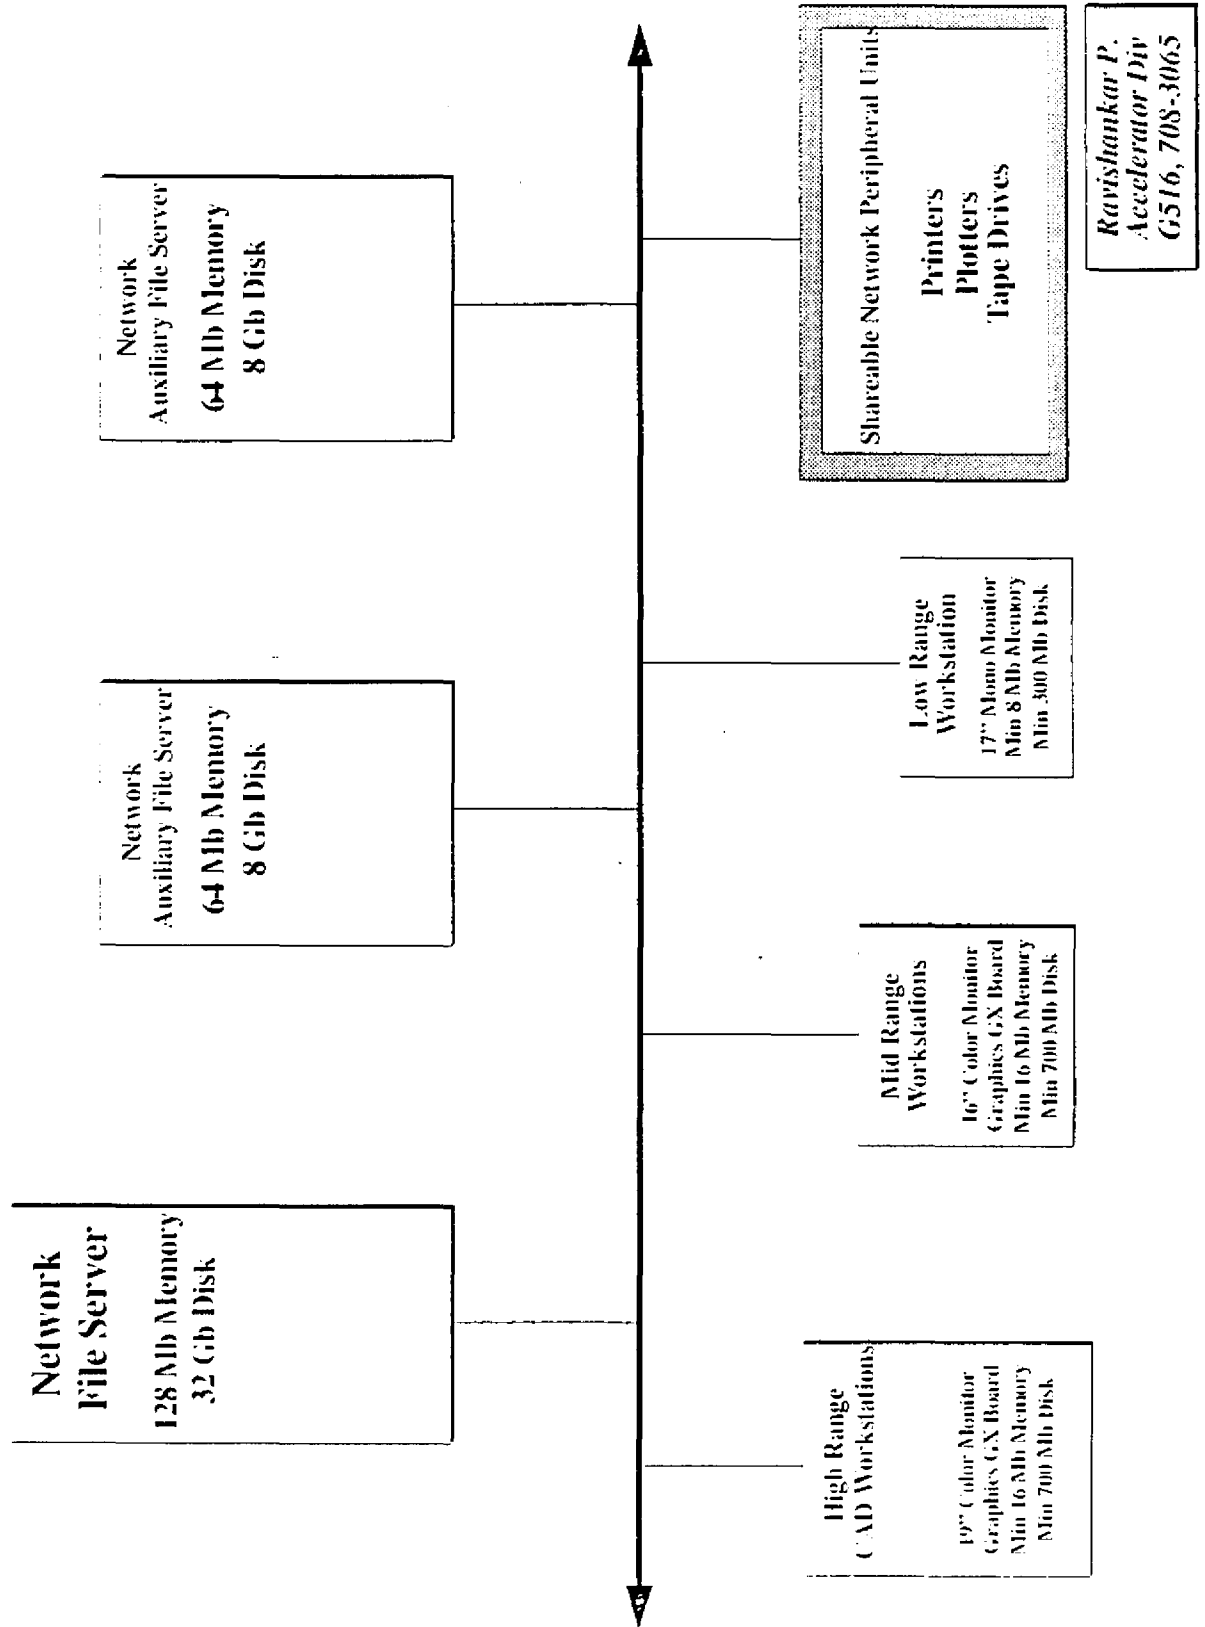 Network
File Server
128 Mb Memory
32 Gb Disk
Network
Auxiliary File Server
64 Mb Memory
8 Gb Disk
Network
Auxiliary File Server
64 Mb Memory
8 Gb Disk
High Range
CAD Workstations
19" Color Monitor
Graphics GX Board
Min 16 Mb Memory
Min 700 Mb Disk
Mid Range
Workstations
16" Color Monitor
Graphics GX Board
Min 16 Mb Memory
Min 700 Mb Disk
Low Range
Workstation
17" Mono Monitor
Min 8 Mb Memory
Min 300 Mb Disk
Shareable Network Peripheral Units
Printers
Plotters
Tape Drives
Ravishankar P.
Accelerator Div
G516, 708-3065